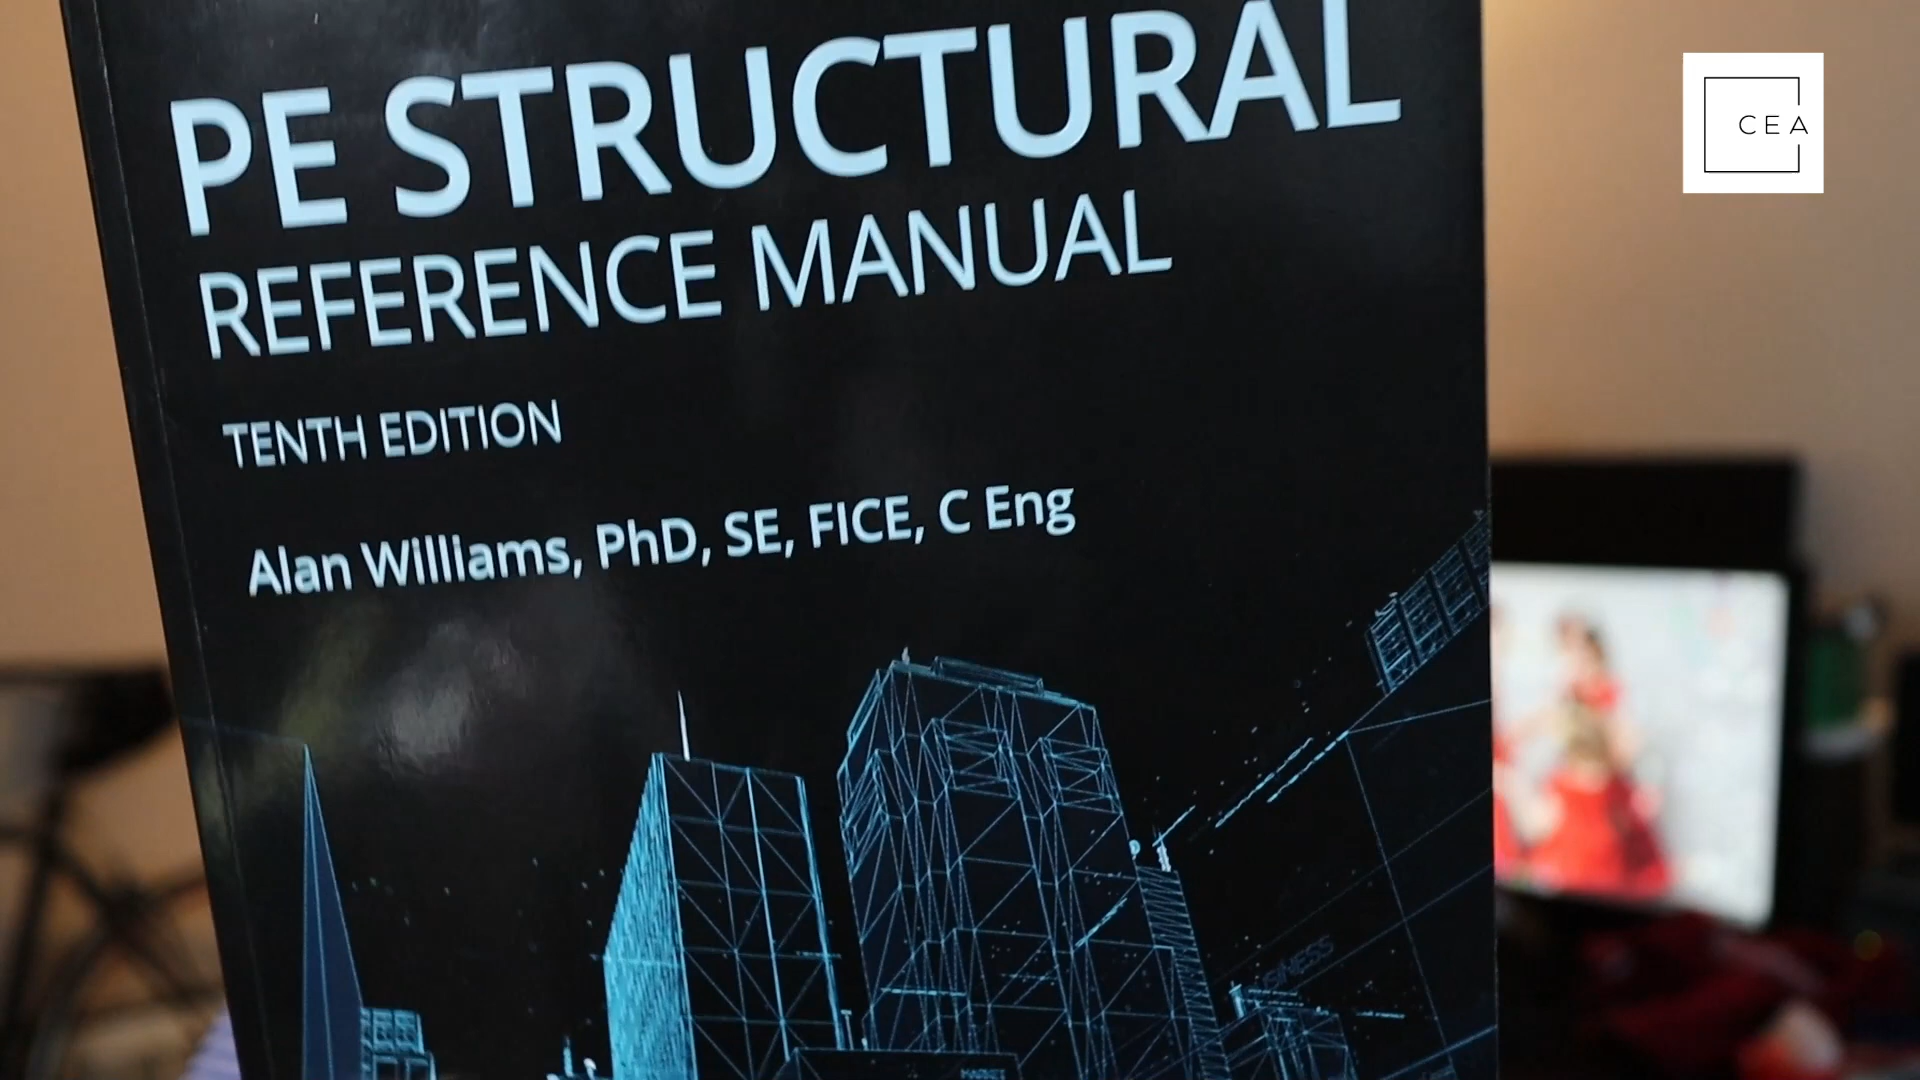 PE STRUCTURAL
REFERENCE MANUAL
TENTH EDITION
Alan Williams, PhD, SE, FICE, C Eng
CEA